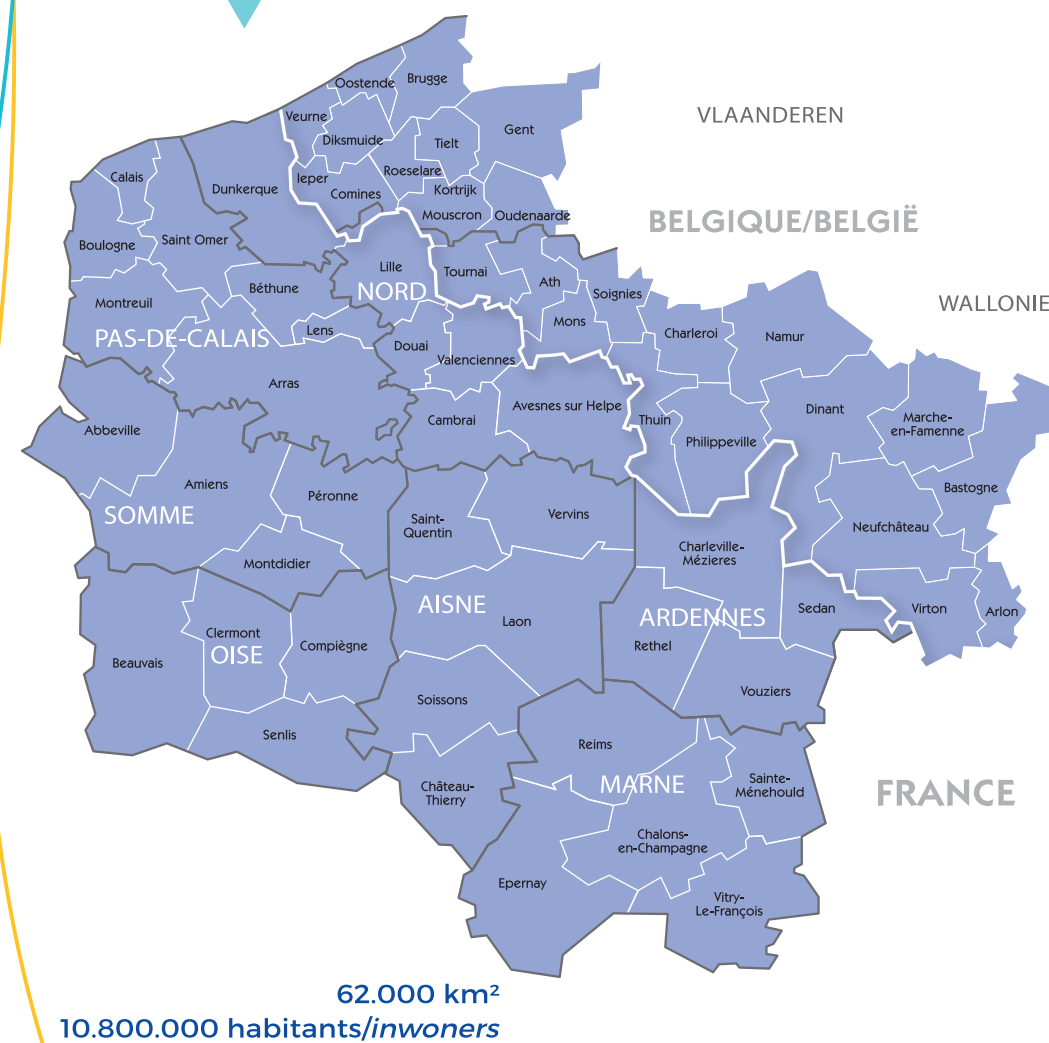 Oostende
Brugge
Veurne
Diksmuide
Tielt
Gent
VLAANDEREN
Calais
Dunkerque
Ieper
Comines
Roeselare
Kortrijk
Mouscron
Oudenaarde
BELGIQUE/BELGIË
Boulogne
Saint Omer
Lille
NORD
Tournai
Ath
Soignies
Montreuil
Béthune
WALLONIE
PAS-DE-CALAIS
Lens
Douai
Valenciennes
Mons
Charleroi
Namur
Arras
Cambrai
Avesnes sur Helpe
Thuin
Philippeville
Dinant
Marche-
en-Famenne
Abbeville
Amiens
Péronne
Bastogne
SOMME
Saint-
Quentin
Vervins
Neufchâteau
Montdidier
Charleville-
Mézieres
AISNE
Laon
ARDENNES
Sedan
Virton
Arlon
Clermont
OISE
Compiègne
Rethel
Beauvais
Soissons
Vouziers
Senlis
Reims
Château-
Thierry
MARNE
Sainte-
Ménehould
FRANCE
Chalons-
en-Champagne
Epernay
Vitry-
Le-François
62.000 km²
10.800.000 habitants/inwoners